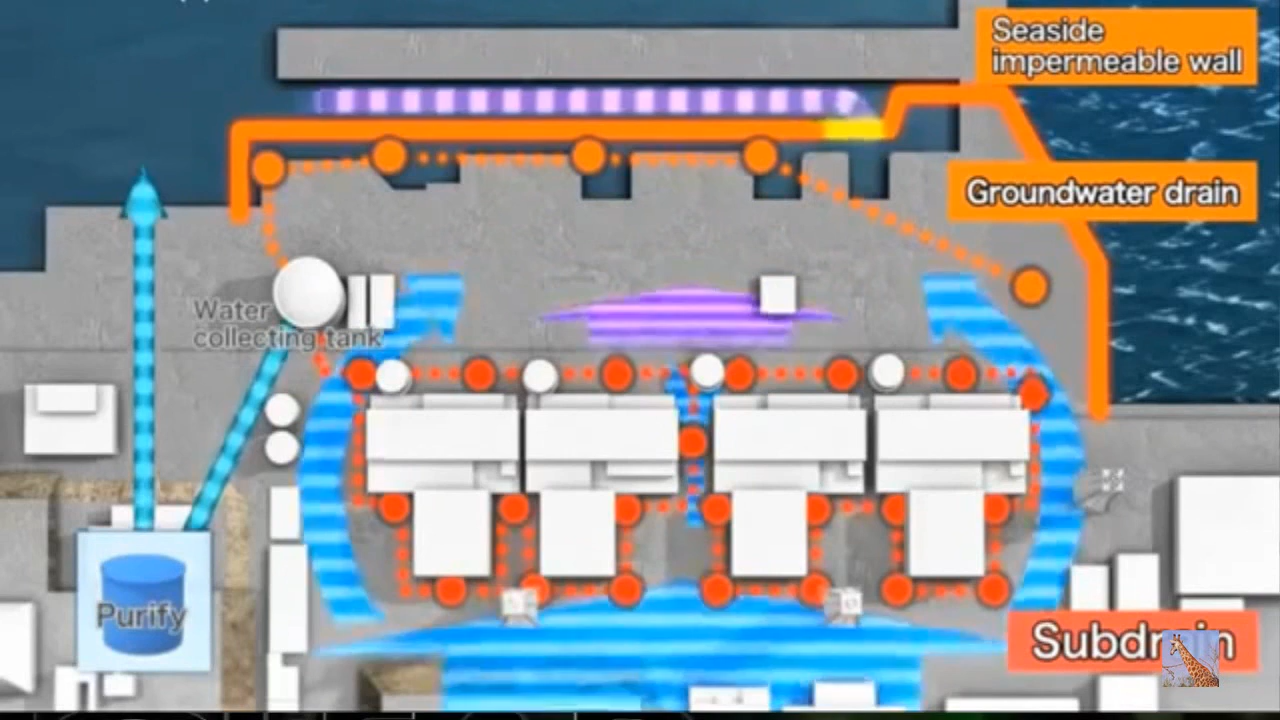 Seaside
impermeable wall
Groundwater drain
Water
collecting tank
Purify
Subdrain